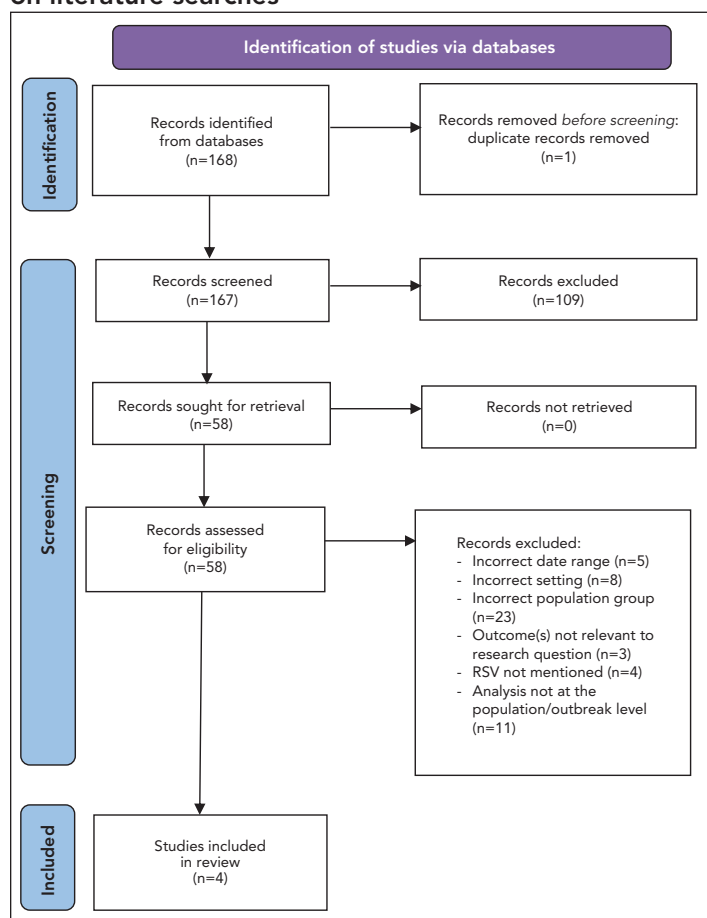 on literature searches
Identification of studies via databases
Identification
Records identified
from databases
(n=168)
Records removed before screening:
duplicate records removed
(n=1)
Screening
Records screened
(n=167)
Records excluded
(n=109)
Records sought for retrieval
(n=58)
Records not retrieved
(n=0)
Records assessed
for eligibility
(n=58)
Records excluded:
- Incorrect date range (n=5)
- Incorrect setting (n=8)
- Incorrect population group
(n=23)
- Outcome(s) not relevant to
research question (n=3)
- RSV not mentioned (n=4)
- Analysis not at the
population/outbreak level
(n=11)
Included
Studies included
in review
(n=4)